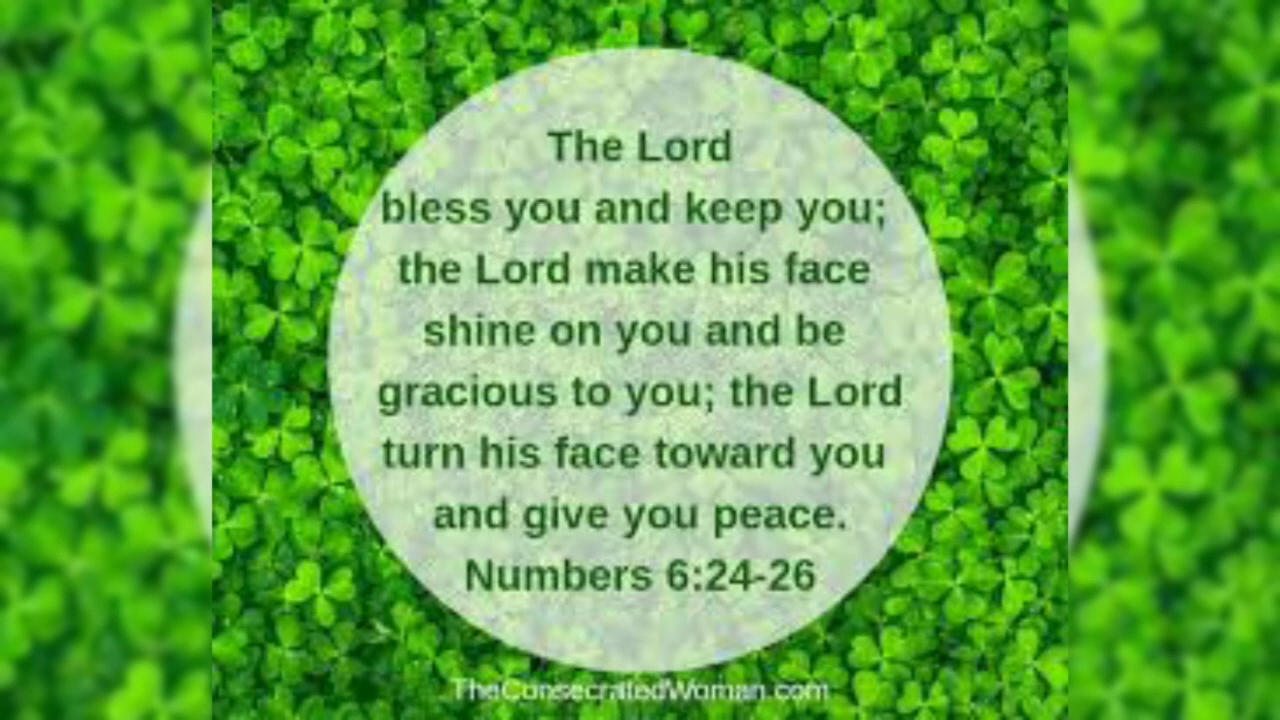 The Lord
bless you and keep you;
the Lord make his face
shine on you and be
gracious to you; the Lord
turn his face toward you
and give you peace.
Numbers 6:24-26
TheConsecratedWoman.com